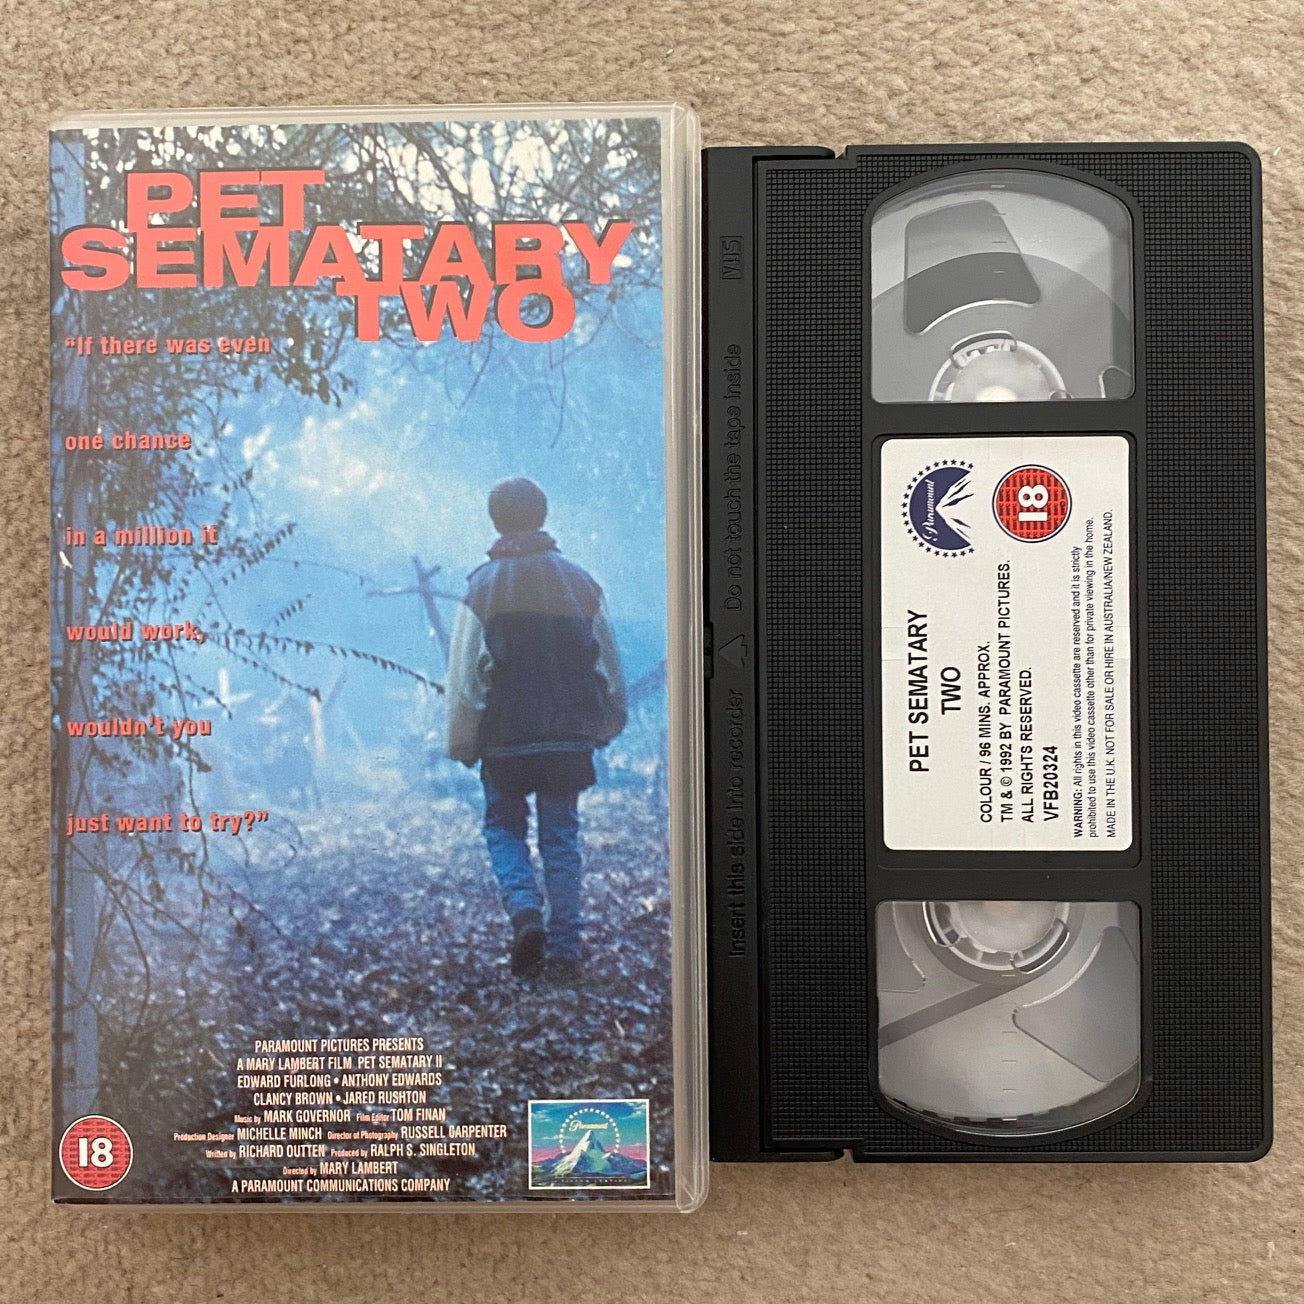 PET
SEMATARY
TWO
"If there was even
one chance
in a million it
would work,
wouldn't you
just want to try?"
PARAMOUNT PICTURES PRESENTS
A MARY LAMBERT FILM PET SEMATARY II
EDWARD FURLONG • ANTHONY EDWARDS
CLANCY BROWN • JARED RUSHTON
Music by MARK GOVERNOR Film Editor TOM FINAN
Production Designer MICHELLE MINCH Director of Photography RUSSELL CARPENTER
Written by RICHARD OUTTEN Produced by RALPH S. SINGLETON
Directed by MARY LAMBERT
A PARAMOUNT COMMUNICATIONS COMPANY
18
Paramount
VHS
Do not touch the tape inside
Insert this side into recorder
Paramount
18
PET SEMATARY
TWO
COLOUR / 96 MINS. APPROX.
TM & © 1992 BY PARAMOUNT PICTURES.
ALL RIGHTS RESERVED.
VFB20324
WARNING: All rights in this video cassette are reserved and it is strictly
prohibited to use this video cassette other than for private viewing in the home.
MADE IN THE U.K. NOT FOR SALE OR HIRE IN AUSTRALIA/NEW ZEALAND.